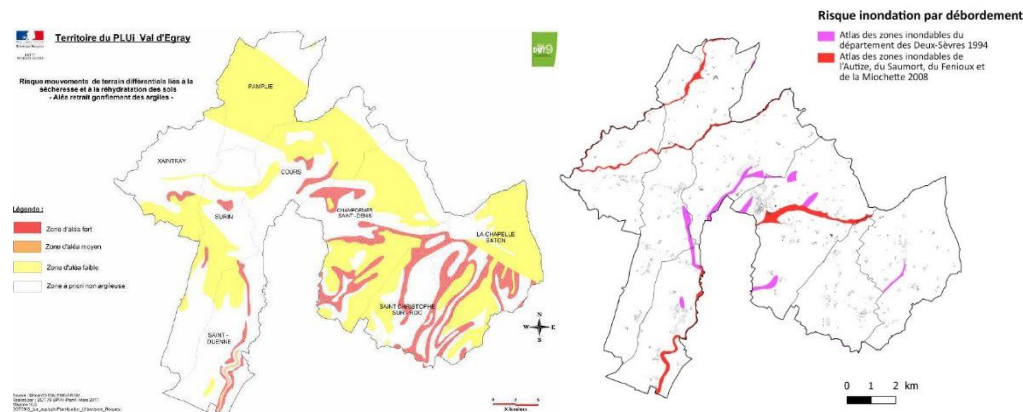 Territoire du PLUi Val d'Egray
Risque mouvements de terrain différentiels liés à la
sécheresse et à la réhydratation des sols
- Aléa retrait gonflement des argiles -
PAMPLIE
XAINTRAY
COURS
SURIN
CHAMPDENIERS
SAINT-DENIS
LA CHAPELLE
BATON
SAINT CHRISTOPHE
SUR ROC
SAINT -
Légende :
Zone d'aléa fort
Zone d'aléa moyen
Zone d'aléa faible
Zone à priori non argileuse
N
W
E
S
Risque inondation par débordement
Atlas des zones inondables du
département des Deux-Sèvres 1994
Atlas des zones inondables de
l'Autize, du Saumort, du Fenioux et
de la Miochette 2008
0 1 2 km